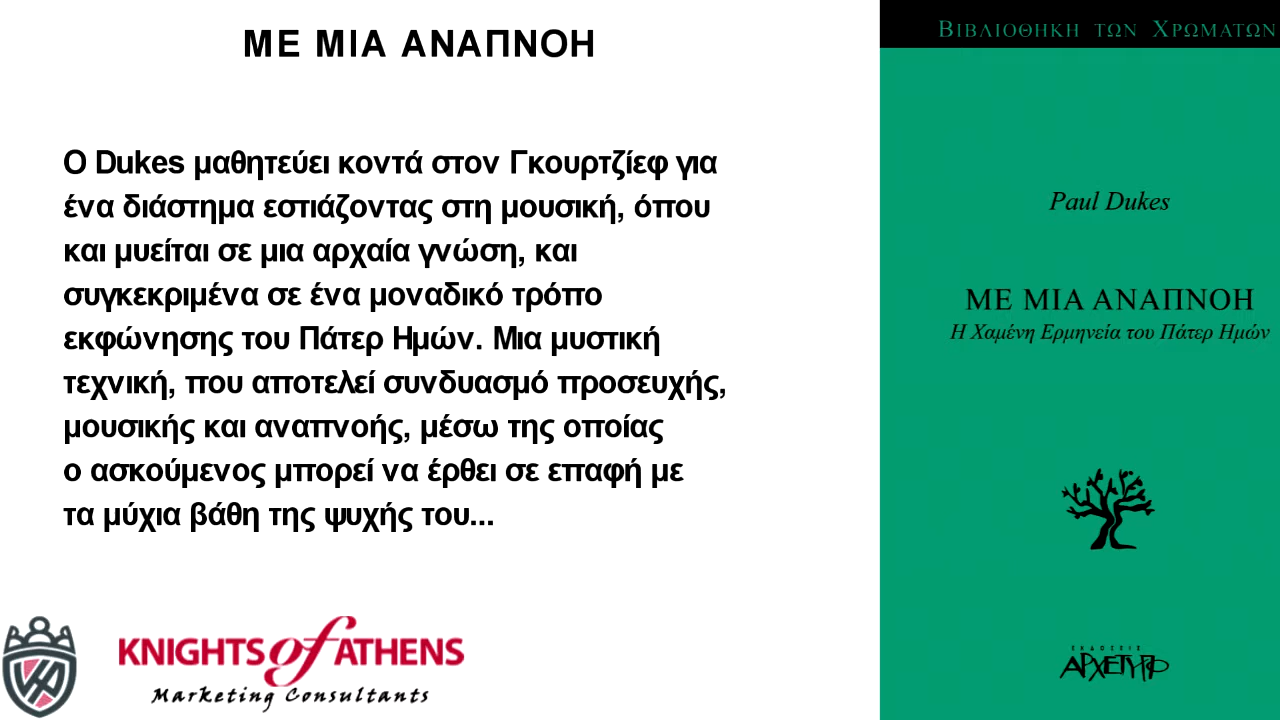 ΜΕ ΜΙΑ ΑΝΑΠΝΟΗ
Ο Dukes μαθητεύει κοντά στον Γκουρτζίεφ για
ένα διάστημα εστιάζοντας στη μουσική, όπου
και μυείται σε μια αρχαία γνώση, και
συγκεκριμένα σε ένα μοναδικό τρόπο
εκφώνησης του Πάτερ Ημών. Μια μυστική
τεχνική, που αποτελεί συνδυασμό προσευχής,
μουσικής και αναπνοής, μέσω της οποίας
ο ασκούμενος μπορεί να έρθει σε επαφή με
τα μύχια βάθη της ψυχής του...
KNIGHTS of ATHENS
Marketing Consultants
ΒΙΒΛΙΟΘΗΚΗ ΤΩΝ ΧΡΩΜΑΤΩΝ
Paul Dukes
ΜΕ ΜΙΑ ΑΝΑΠΝΟΗ
Η Χαμένη Ερμηνεία του Πάτερ Ημών
ΕΚΔΟΣΕΙΣ
ΑΡΧΕΤΥΠΟ